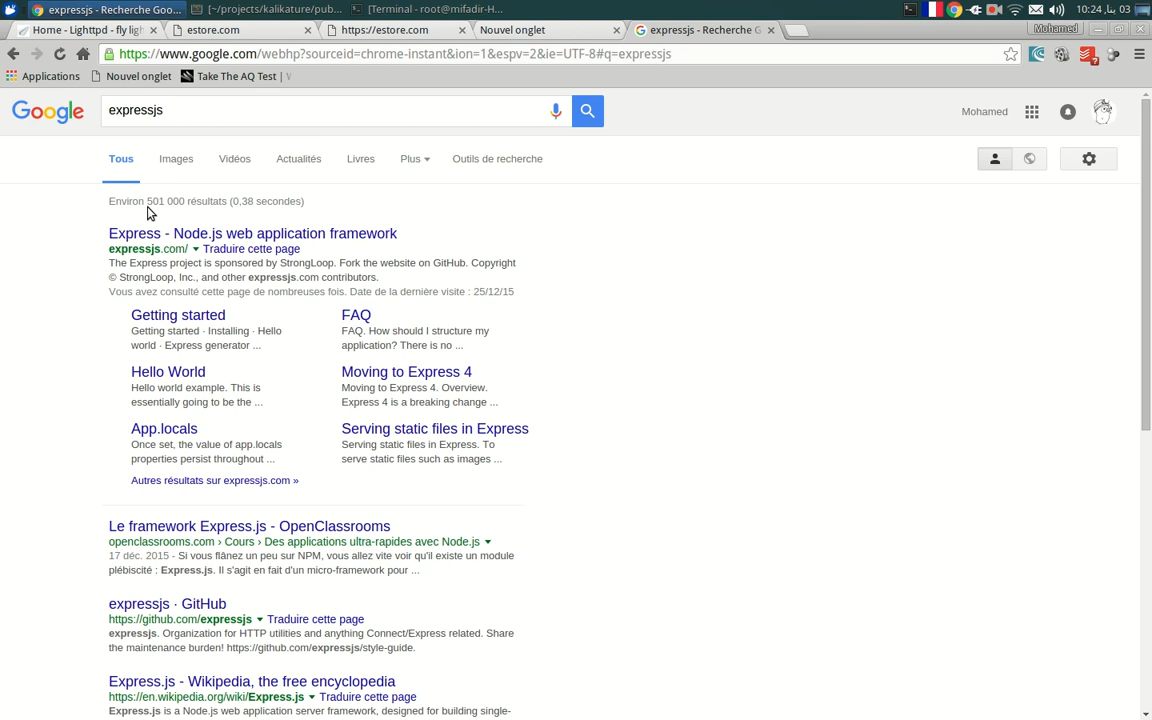 expressjs - Recherche Goo... [~/projects/kalikature/pub... [Terminal - root@mifadir-H... 10:24 يناير 03
Home - Lighttpd - fly ligh estore.com https://estore.com Nouvel onglet expressjs - Recherche G Mohamed
https://www.google.com/webhp?sourceid=chrome-instant&ion=1&espv=2&ie=UTF-8#q=expressjs
Applications Nouvel onglet Take The AQ Test |
Google expressjs Mohamed
Tous Images Vidéos Actualités Livres Plus Outils de recherche
Environ 501 000 résultats (0,38 secondes)
Express - Node.js web application framework
expressjs.com/ Traduire cette page
The Express project is sponsored by StrongLoop. Fork the website on GitHub. Copyright
© StrongLoop, Inc., and other expressjs.com contributors.
Vous avez consulté cette page de nombreuses fois. Date de la dernière visite : 25/12/15
Getting started
Getting started · Installing · Hello
world · Express generator ...
FAQ
FAQ. How should I structure my
application? There is no ...
Hello World
Hello world example. This is
essentially going to be the ...
Moving to Express 4
Moving to Express 4. Overview.
Express 4 is a breaking change ...
App.locals
Once set, the value of app.locals
properties persist throughout ...
Serving static files in Express
Serving static files in Express. To
serve static files such as images ...
Autres résultats sur expressjs.com »
Le framework Express.js - OpenClassrooms
openclassrooms.com › Cours › Des applications ultra-rapides avec Node.js
17 déc. 2015 - Si vous flânez un peu sur NPM, vous allez vite voir qu'il existe un module
plébiscité : Express.js. Il s'agit en fait d'un micro-framework pour ...
expressjs · GitHub
https://github.com/expressjs Traduire cette page
expressjs. Organization for HTTP utilities and anything Connect/Express related. Share
the maintenance burden! https://github.com/expressjs/style-guide.
Express.js - Wikipedia, the free encyclopedia
https://en.wikipedia.org/wiki/Express.js Traduire cette page
Express.js is a Node.js web application server framework, designed for building single-